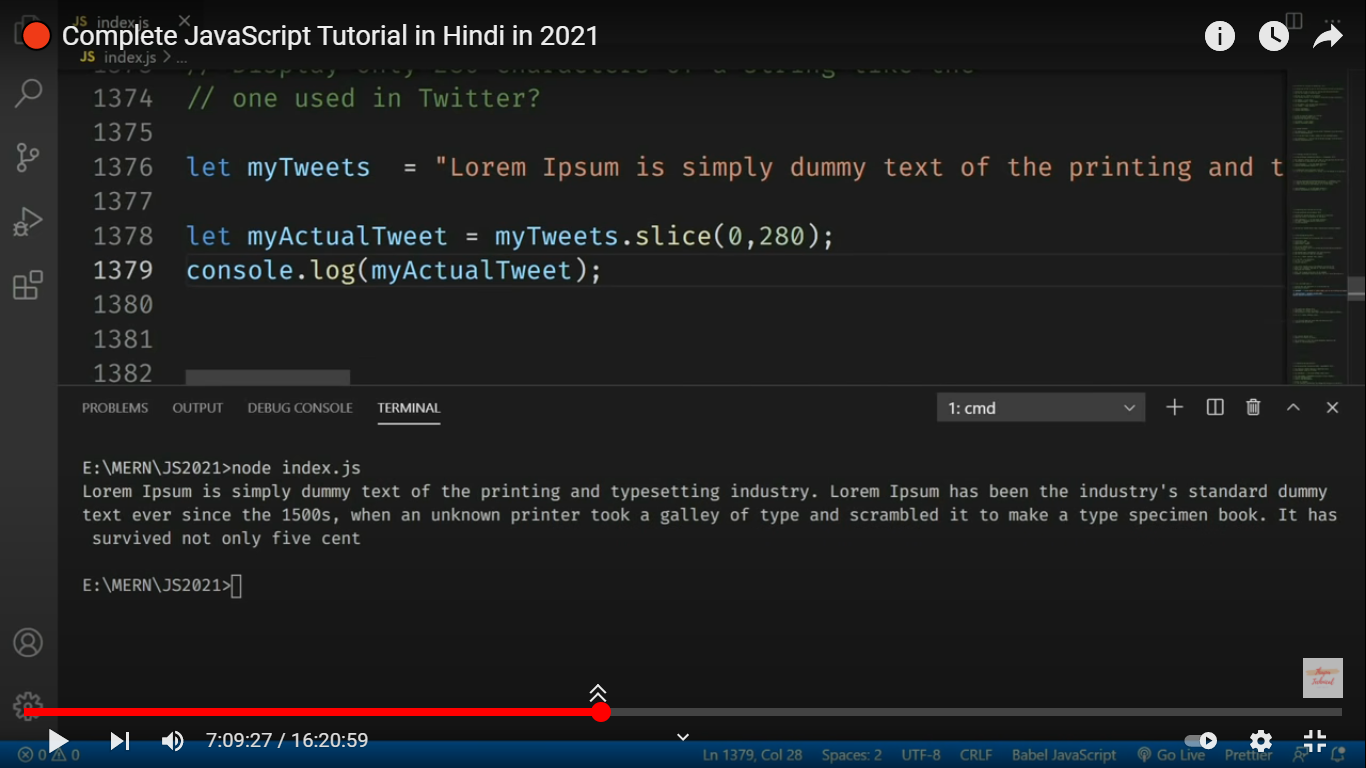 JS index.js
Complete JavaScript Tutorial in Hindi in 2021
JS index.js > ...
1373 // Display only 280 characters of a string like the
1374 // one used in Twitter?
1375
1376 let myTweets  = "Lorem Ipsum is simply dummy text of the printing and t
1377
1378 let myActualTweet = myTweets.slice(0,280);
1379 console.log(myActualTweet);
1380
1381
1382
PROBLEMS OUTPUT DEBUG CONSOLE TERMINAL 1: cmd
E:\MERN\JS2021>node index.js
Lorem Ipsum is simply dummy text of the printing and typesetting industry. Lorem Ipsum has been the industry's standard dummy
text ever since the 1500s, when an unknown printer took a galley of type and scrambled it to make a type specimen book. It has
survived not only five cent
E:\MERN\JS2021>
7:09:27 / 16:20:59
0 0 Ln 1379, Col 28 Spaces: 2 UTF-8 CRLF Babel JavaScript Go Live Prettier